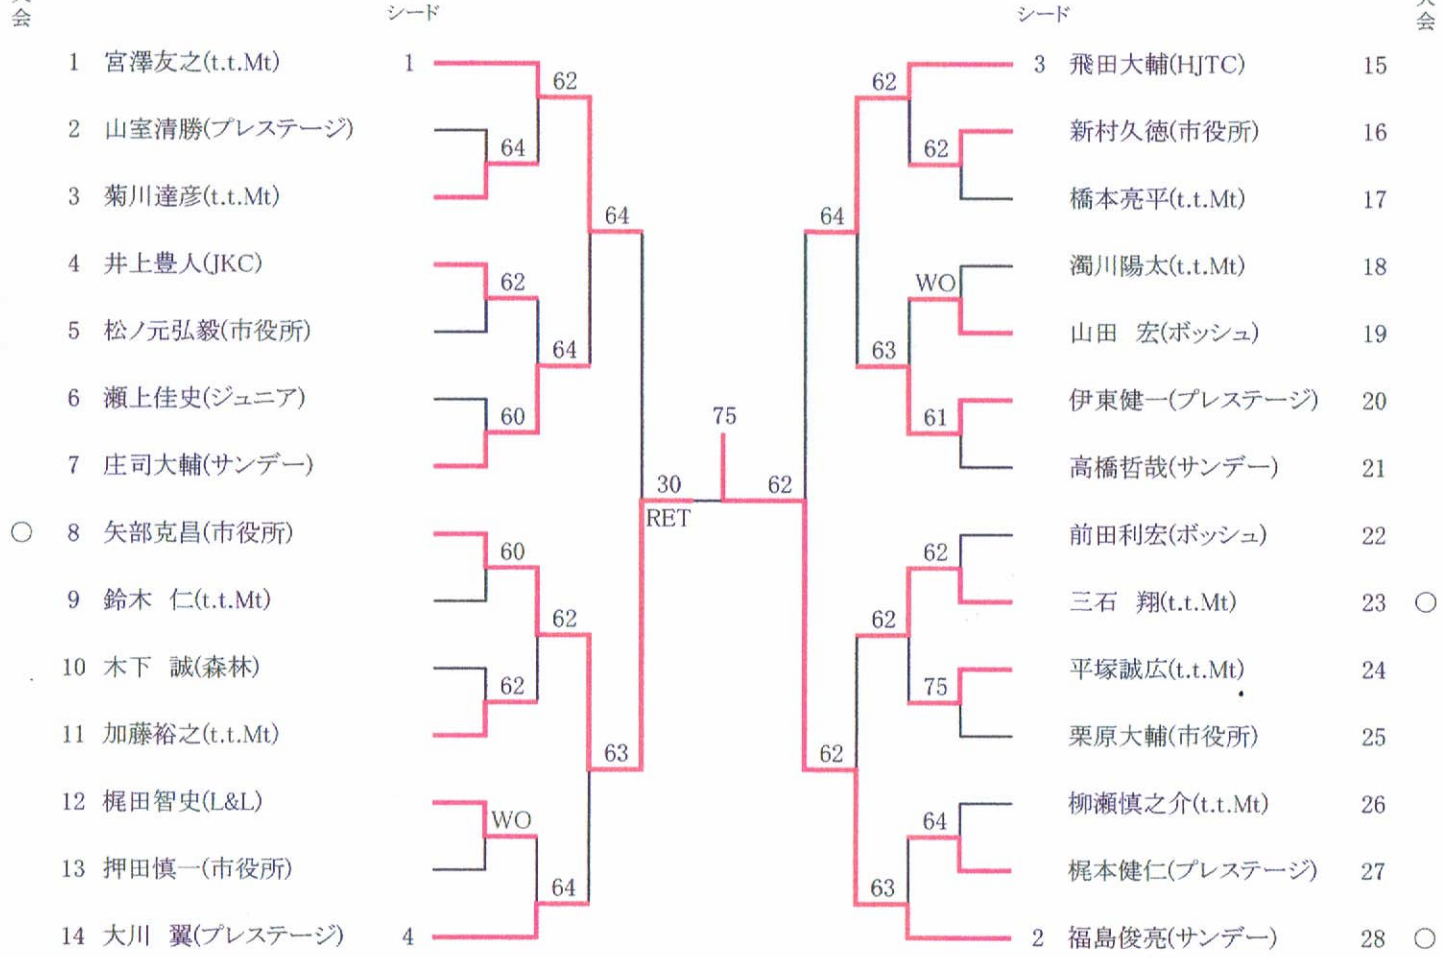 会 シード シード 会
1 宮澤友之(t.t.Mt) 1
62
2 山室清勝(プレステージ)
64
3 菊川達彦(t.t.Mt)
64
4 井上豊人(JKC)
62
5 松ノ元弘毅(市役所)
64
6 瀬上佳史(ジュニア)
60
7 庄司大輔(サンデー)
30
RET
○ 8 矢部克昌(市役所)
60
9 鈴木 仁(t.t.Mt)
62
10 木下 誠(森林)
62
11 加藤裕之(t.t.Mt)
63
12 梶田智史(L&L)
WO
13 押田慎一(市役所)
64
14 大川 翼(プレステージ) 4
75
3 飛田大輔(HJTC) 15
62
新村久徳(市役所) 16
62
橋本亮平(t.t.Mt) 17
64
濁川陽太(t.t.Mt) 18
WO
山田 宏(ボッシュ) 19
63
伊東健一(プレステージ) 20
61
高橋哲哉(サンデー) 21
62
前田利宏(ボッシュ) 22
62
三石 翔(t.t.Mt) 23 ○
62
平塚誠広(t.t.Mt) 24
75
栗原大輔(市役所) 25
62
柳瀬慎之介(t.t.Mt) 26
64
梶本健仁(プレステージ) 27
63
2 福島俊亮(サンデー) 28 ○